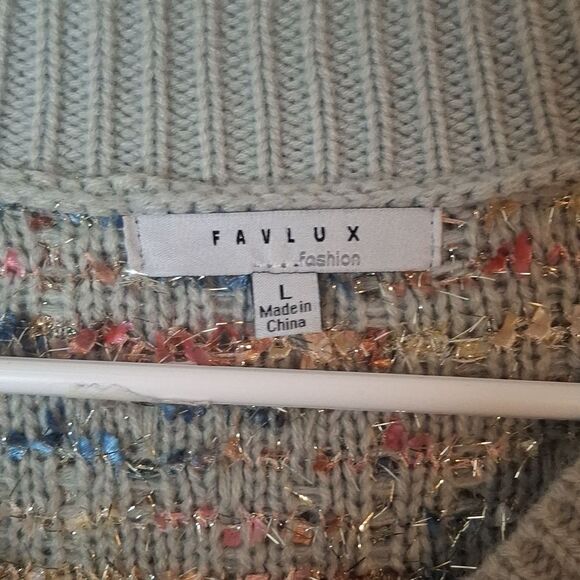 FAVLUX
....fashion
L
Made in
China